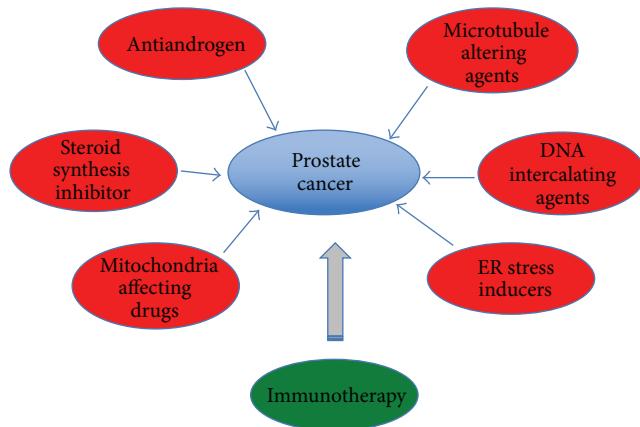 Antiandrogen
Microtubule
altering
agents
Steroid
synthesis
inhibitor
Prostate
cancer
DNA
intercalating
agents
Mitochondria
affecting
drugs
ER stress
inducers
Immunotherapy